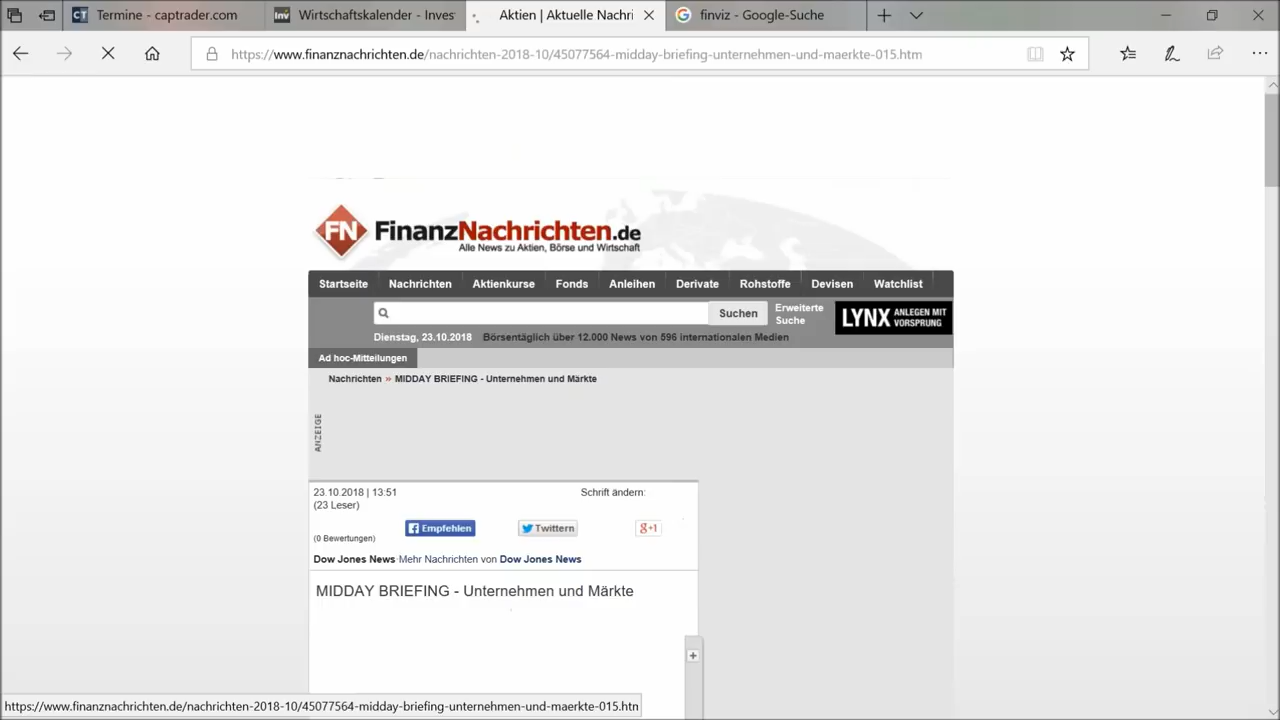 Termine - captrader.com
Inv Wirtschaftskalender - Inves
Aktien | Aktuelle Nachri
finviz - Google-Suche
https://www.finanznachrichten.de/nachrichten-2018-10/45077564-midday-briefing-unternehmen-und-maerkte-015.htm
FN FinanzNachrichten.de
Alle News zu Aktien, Börse und Wirtschaft
Startseite Nachrichten Aktienkurse Fonds Anleihen Derivate Rohstoffe Devisen Watchlist
Suchen
Erweiterte
Suche
LYNX ANLEGEN MIT
VORSPRUNG
Dienstag, 23.10.2018 Börsentäglich über 12.000 News von 596 internationalen Medien
Ad hoc-Mitteilungen
Nachrichten » MIDDAY BRIEFING - Unternehmen und Märkte
ANZEIGE
23.10.2018 | 13:51 Schrift ändern:
(23 Leser)
Empfehlen Twittern g+1
(0 Bewertungen)
Dow Jones News·Mehr Nachrichten von Dow Jones News
MIDDAY BRIEFING - Unternehmen und Märkte
https://www.finanznachrichten.de/nachrichten-2018-10/45077564-midday-briefing-unternehmen-und-maerkte-015.htm